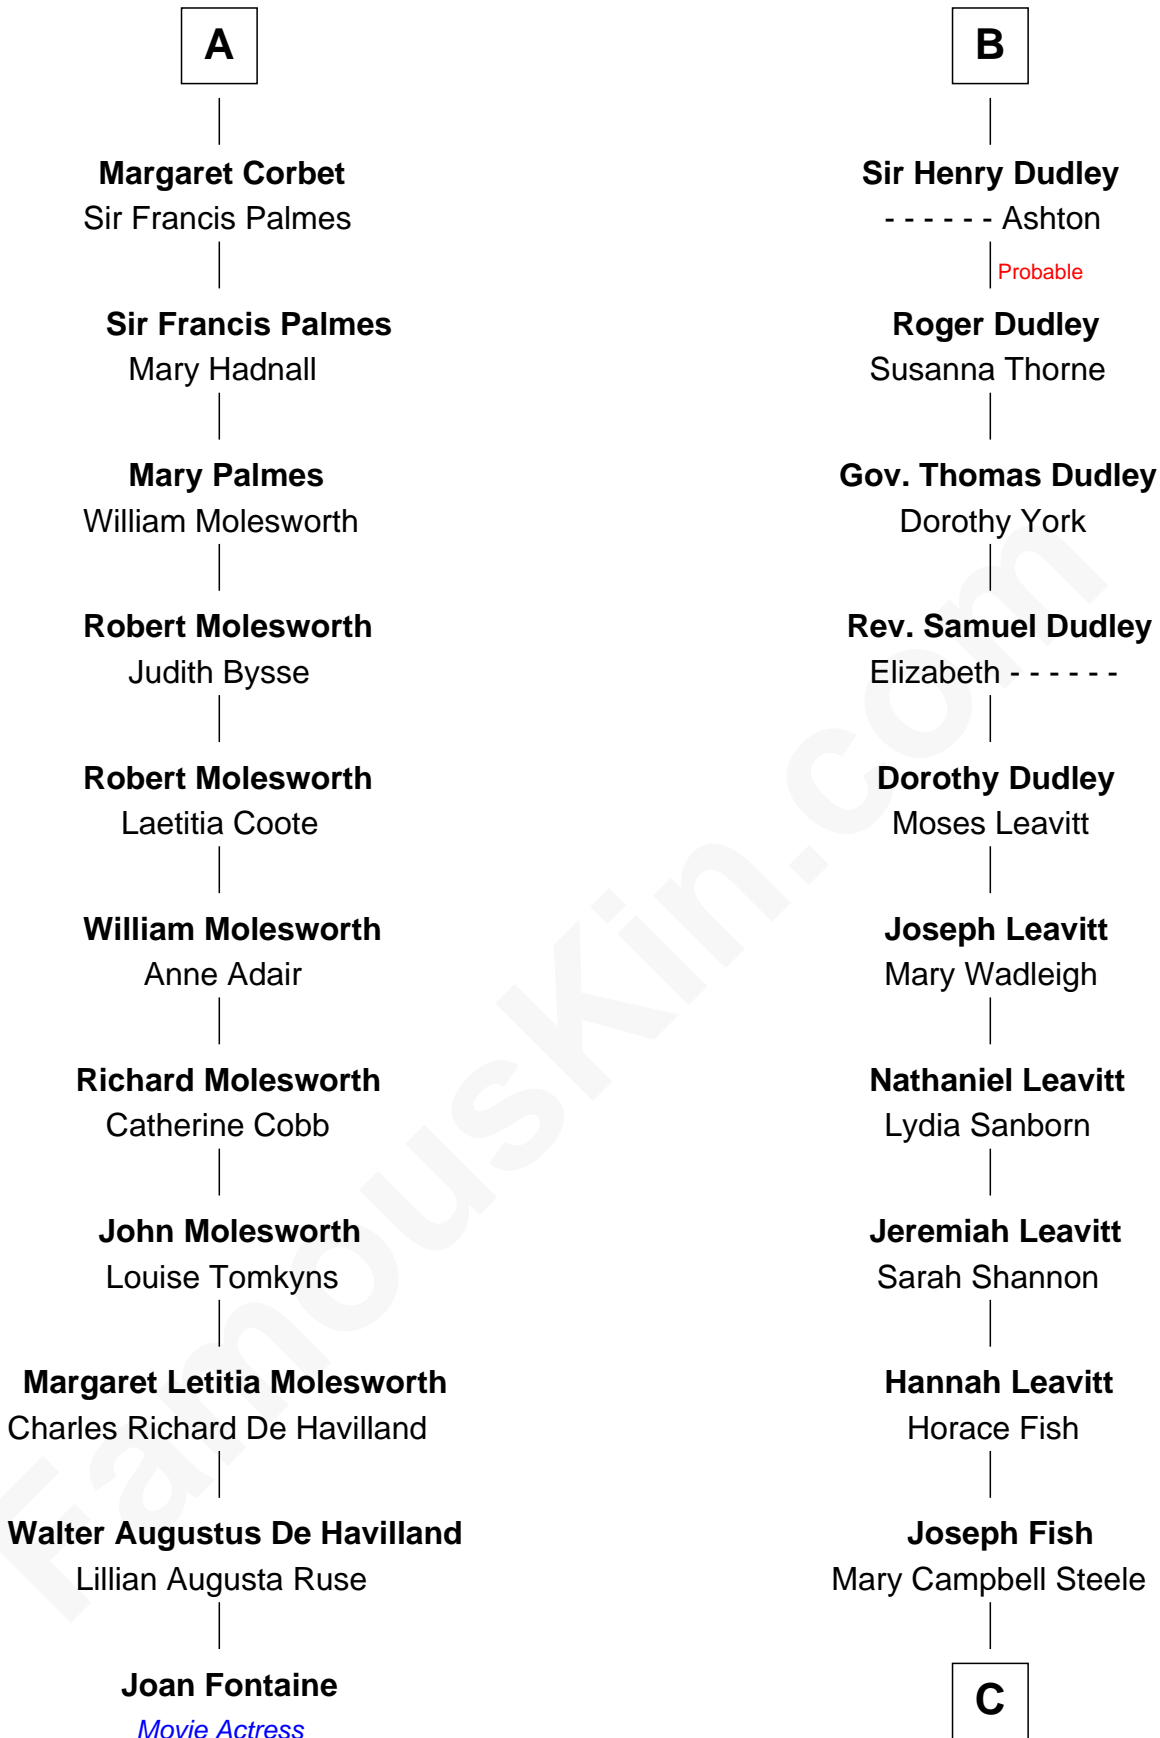 A
Margaret Corbet
Sir Francis Palmes
Sir Francis Palmes
Mary Hadnall
Mary Palmes
William Molesworth
Robert Molesworth
Judith Bysse
Robert Molesworth
Laetitia Coote
William Molesworth
Anne Adair
Richard Molesworth
Catherine Cobb
John Molesworth
Louise Tomkyns
Margaret Letitia Molesworth
Charles Richard De Havilland
Walter Augustus De Havilland
Lillian Augusta Ruse
Joan Fontaine
Movie Actress
B
Sir Henry Dudley
- - - - - - Ashton
Probable
Roger Dudley
Susanna Thorne
Gov. Thomas Dudley
Dorothy York
Rev. Samuel Dudley
Elizabeth - - - - - -
Dorothy Dudley
Moses Leavitt
Joseph Leavitt
Mary Wadleigh
Nathaniel Leavitt
Lydia Sanborn
Jeremiah Leavitt
Sarah Shannon
Hannah Leavitt
Horace Fish
Joseph Fish
Mary Campbell Steele
C
FamousKin.com